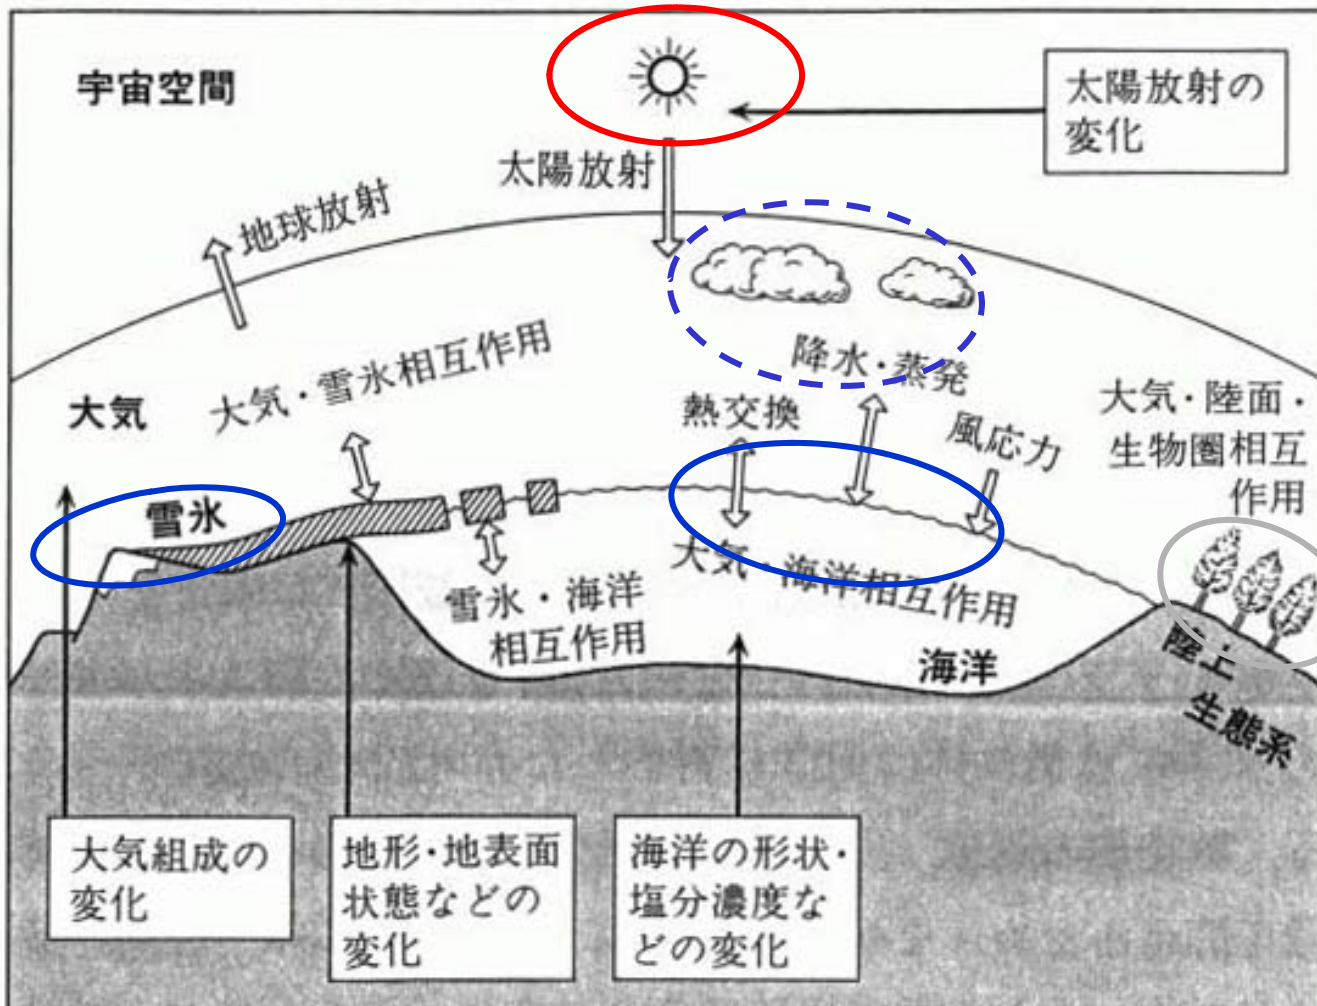 宇宙空間
太陽放射の
変化
太陽放射
地球放射
大気・雪氷相互作用
降水・蒸発
大気
熱交換
風応力
大気・陸面・
生物圏相互
作用
雪氷
大気・海洋相互作用
雪氷・海洋
相互作用
海洋
陸上
生態系
大気組成の
変化
地形・地表面
状態などの
変化
海洋の形状・
塩分濃度な
どの変化